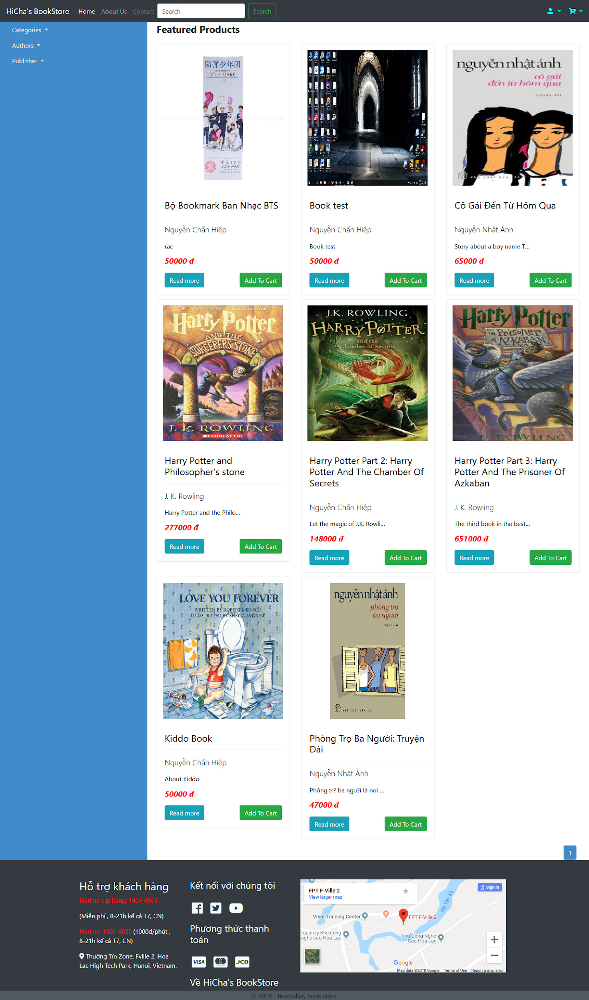 HiCha's BookStore Home About Us Contact Search Search
Categories
Authors
Publisher
Featured Products
防弹少年团
BOOK MARK
BTS
BOOK MARK
Bộ Bookmark Ban Nhạc BTS
Nguyễn Chấn Hiệp
rac
50000 đ
Read more Add To Cart
Book test
Nguyễn Chấn Hiệp
Book test
50000 đ
Read more Add To Cart
nguyễn nhật ánh
cô gái
đến từ hôm qua
truyện dài
NHÀ XUẤT BẢN TRẺ
Cô Gái Đến Từ Hôm Qua
Nguyễn Nhật Ánh
Story about a boy name T...
65000 đ
Read more Add To Cart
THE EXTRAORDINARY NATIONAL BESTSELLER
Harry Potter
AND THE
SORCERER'S STONE
J. K. ROWLING
SCHOLASTIC
Harry Potter and
Philosopher's stone
J. K. Rowling
Harry Potter and the Philo...
277000 đ
Read more Add To Cart
J.K. ROWLING
HARRY POTTER
and the
Chamber of Secrets
BLOOMSBURY
Harry Potter Part 2: Harry
Potter And The Chamber Of
Secrets
Nguyễn Chấn Hiệp
Let the magic of J.K. Rowli...
148000 đ
Read more Add To Cart
Harry Potter
AND THE Prisoner
of AZKABAN
J. K. ROWLING
Harry Potter Part 3: Harry
Potter And The Prisoner Of
Azkaban
J. K. Rowling
The third book in the best...
651000 đ
Read more Add To Cart
LOVE YOU FOREVER
WRITTEN BY ROBERT MUNSCH
ILLUSTRATED BY SHEILA McGRAW
Kiddo Book
Nguyễn Chấn Hiệp
About Kiddo
50000 đ
Read more Add To Cart
nguyễn nhật ánh
phòng trọ
ba người
truyện dài
NHÀ XUẤT BẢN TRẺ
Phòng Trọ Ba Người: Truyện
Dài
Nguyễn Nhật Ánh
Phòng tr? ba ngu?i là noi ...
47000 đ
Read more Add To Cart
1
Hỗ trợ khách hàng
Hotline đặt hàng: 1800-6963
(Miễn phí , 8-21h kể cả T7, CN)
Hotline: 1900-6035 (1000đ/phút ,
8-21h kể cả T7, CN)
Thường Tín Zone, Fville 2, Hoa
Lac High Tech Park, Hanoi, Vietnam.
Kết nối với chúng tôi
Phương thức thanh
toán
VISA JCB
Về HiCha's BookStore
FPT F-Ville 2
View larger map
Sign in
Hồ Tân Xã
Vitec Training Center
FPT F-Ville 2
n quản lý Khu công
nghệ cao Hòa Lạc
Khu Công Nghệ
Cao Hòa Lạc
Google
Map data ©2018 Google Terms of Use Report a map error
© 2018 - BestSeller, Book store.